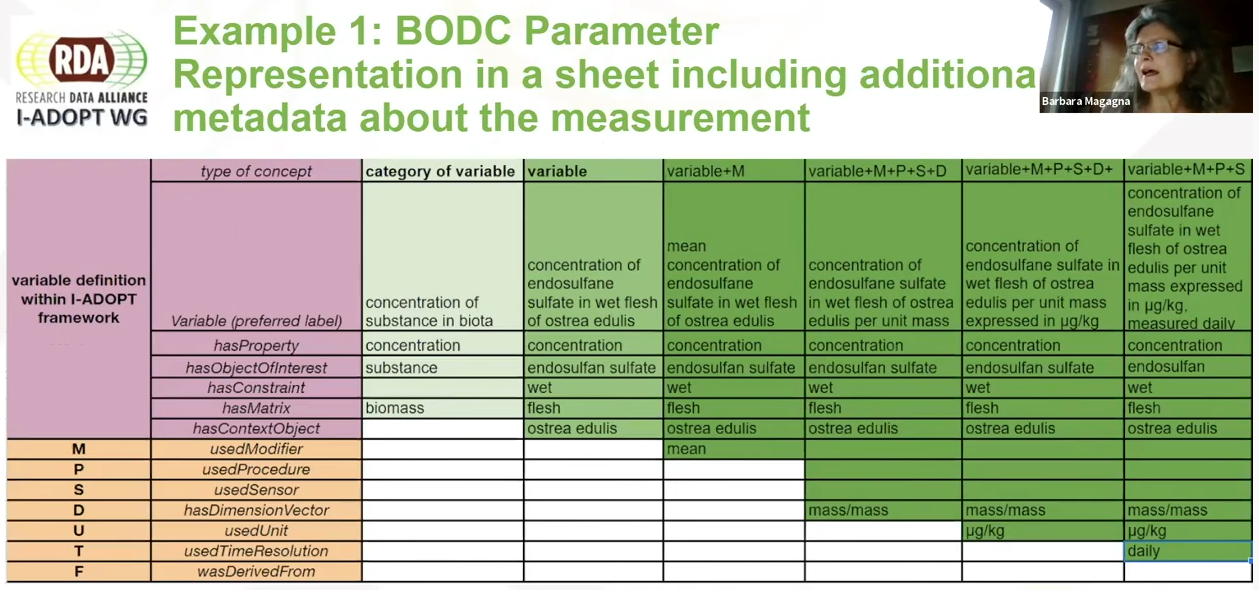 Example 1: BODC Parameter
Representation in a sheet including additiona
metadata about the measurement
RDA
RESEARCH DATA ALLIANCE
I-ADOPT WG
Barbara Magagna
type of concept category of variable variable variable+M variable+M+P+S+D variable+M+P+S+D+ variable+M+P+S
variable definition
within I-ADOPT
framework
Variable (preferred label)
concentration of
substance in biota
concentration of
endosulfane
sulfate in wet flesh
of ostrea edulis
mean
concentration of
endosulfane
sulfate in wet flesh
of ostrea edulis
concentration of
endosulfane sulfate
in wet flesh of ostrea
edulis per unit mass
concentration of
endosulfane sulfate in
wet flesh of ostrea
edulis per unit mass
expressed in µg/kg
concentration of
endosulfane
sulfate in wet
flesh of ostrea
edulis per unit
mass expressed
in µg/kg,
measured daily
hasProperty concentration concentration concentration concentration concentration concentration
hasObjectOfInterest substance endosulfan sulfate endosulfan sulfate endosulfan sulfate endosulfan sulfate endosulfan
hasConstraint wet wet wet wet wet
hasMatrix biomass flesh flesh flesh flesh flesh
hasContextObject ostrea edulis ostrea edulis ostrea edulis ostrea edulis ostrea edulis
M usedModifier mean
P usedProcedure
S usedSensor
D hasDimensionVector mass/mass mass/mass mass/mass
U usedUnit µg/kg µg/kg
T usedTimeResolution daily
F wasDerivedFrom